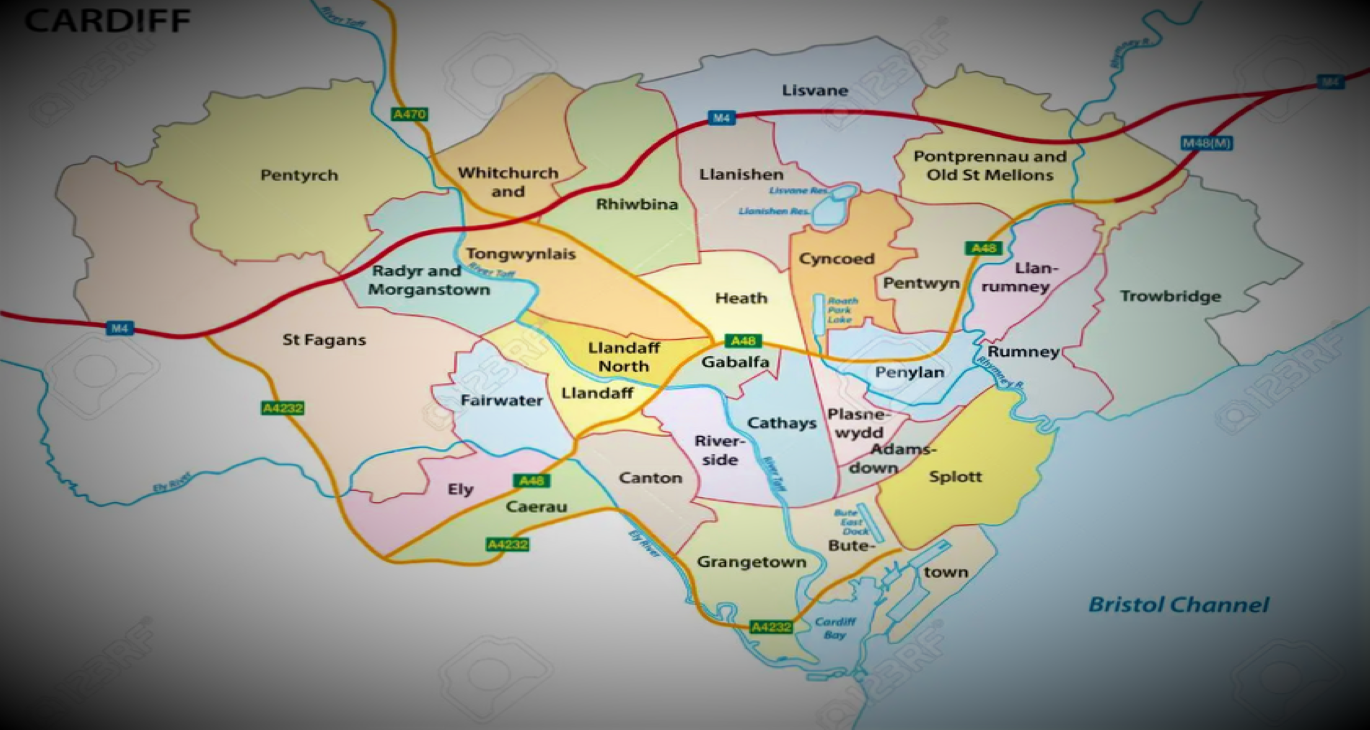 CARDIFF
River Taff
Rhymney R.
M4
Lisvane
A470
M4
M48(M)
Pentyrch
Whitchurch
and
Llanishen
Pontprennau and
Old St Mellons
Lisvane Res.
Llanishen Res.
Rhiwbina
Tongwynlais
River Taff
Radyr and
Morganstown
Cyncoed
A48
Llan-
rumney
Pentwyn
Trowbridge
Heath
Roath
Park
Lake
M4
St Fagans
A48
Llandaff
North
Gabalfa
Penylan
Rumney
Rhymney R.
A4232
Fairwater
Llandaff
Cathays
Plasne-
wydd
River-
side
Adams-
down
Ely River
Ely
A48
Canton
River Taff
Splott
Caerau
Bute
East
Dock
A4232
Ely River
Bute-
town
Grangetown
Bristol Channel
A4232
Cardiff
Bay
123RF